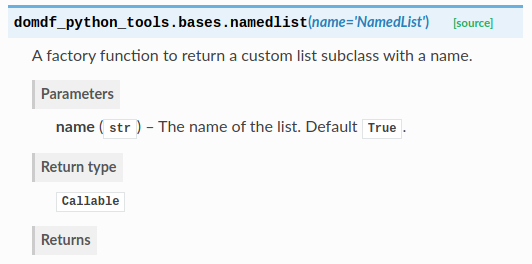 domdf_python_tools.bases.namedlist(name='NamedList') [source]
A factory function to return a custom list subclass with a name.
Parameters
name (str) – The name of the list. Default True.
Return type
Callable
Returns